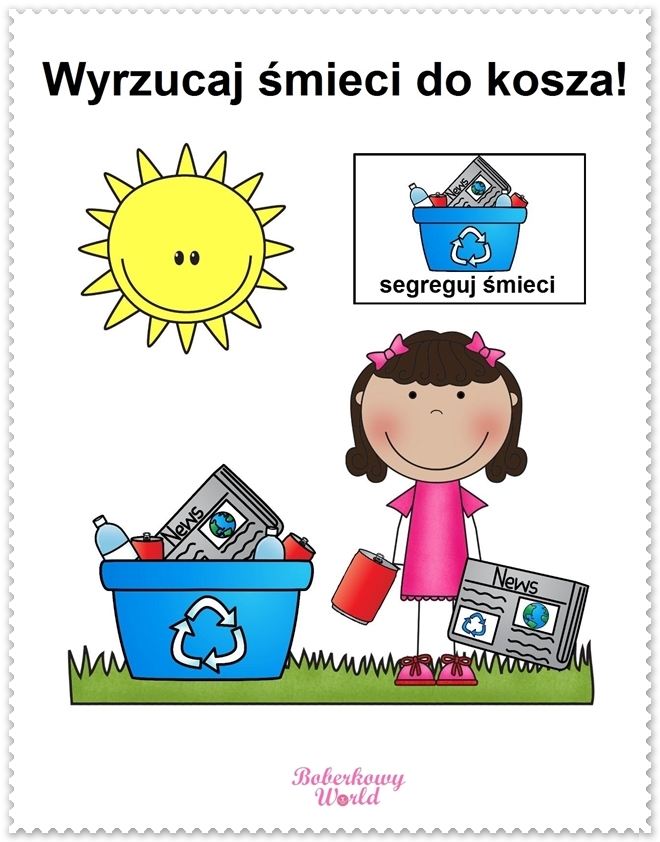 Wyrzucaj śmieci do kosza!
News
segreguj śmieci
News
News
Boberkowy
World